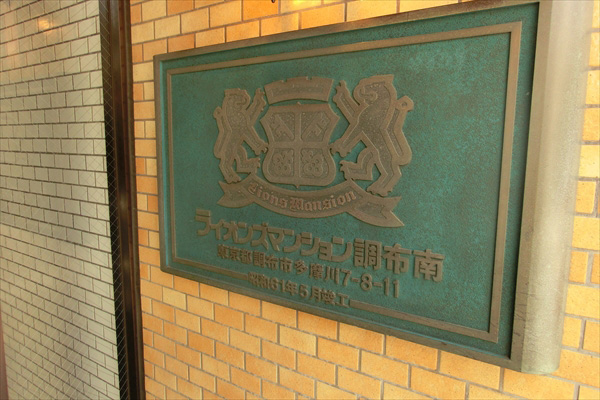 Lions Mansion
ライオンズマンション調布南
東京都調布市多摩川7-8-11
昭和61年5月竣工